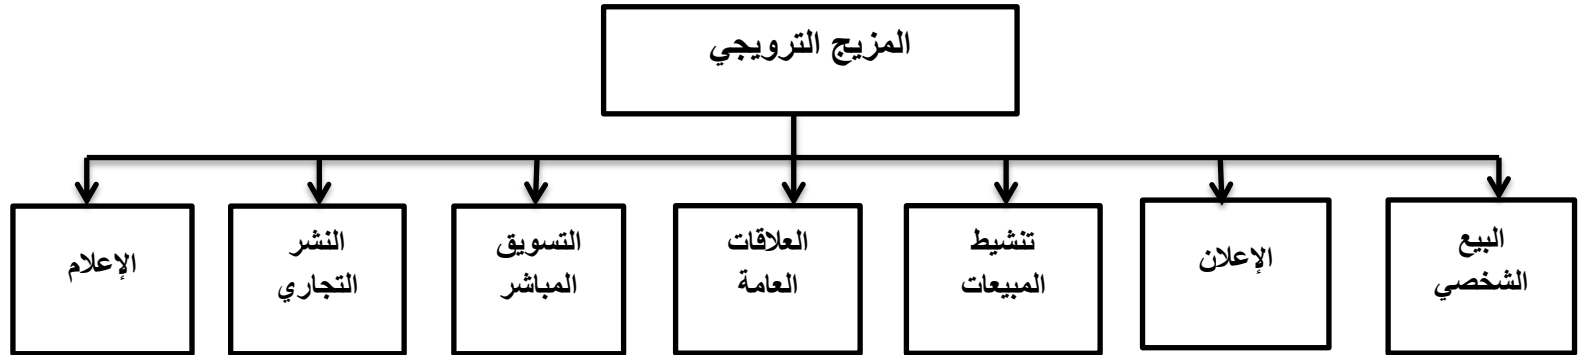 المزيج الترويجي
البيع
الشخصي
الإعلان
تنشيط
المبيعات
العلاقات
العامة
التسويق
المباشر
النشر
التجاري
الإعلام